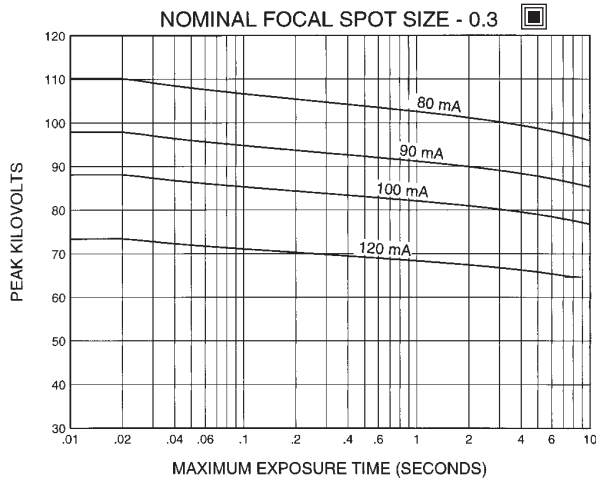 NOMINAL FOCAL SPOT SIZE - 0.3
120
110
100
90
80
70
60
50
40
30
80 mA
90 mA
100 mA
120 mA
PEAK KILOVOLTS
.01 .02 .04 .06 .1 .2 .4 .6 1 2 4 6 10
MAXIMUM EXPOSURE TIME (SECONDS)